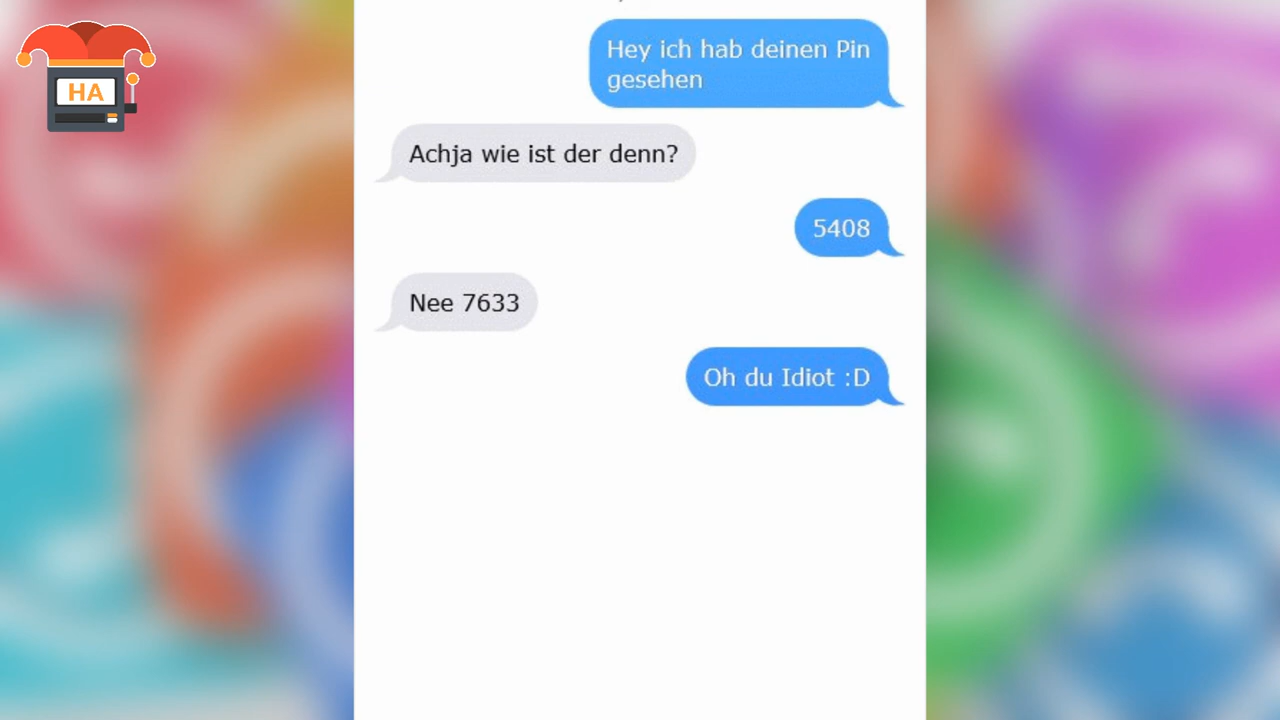 HA
Hey ich hab deinen Pin
gesehen
Achja wie ist der denn?
5408
Nee 7633
Oh du Idiot :D